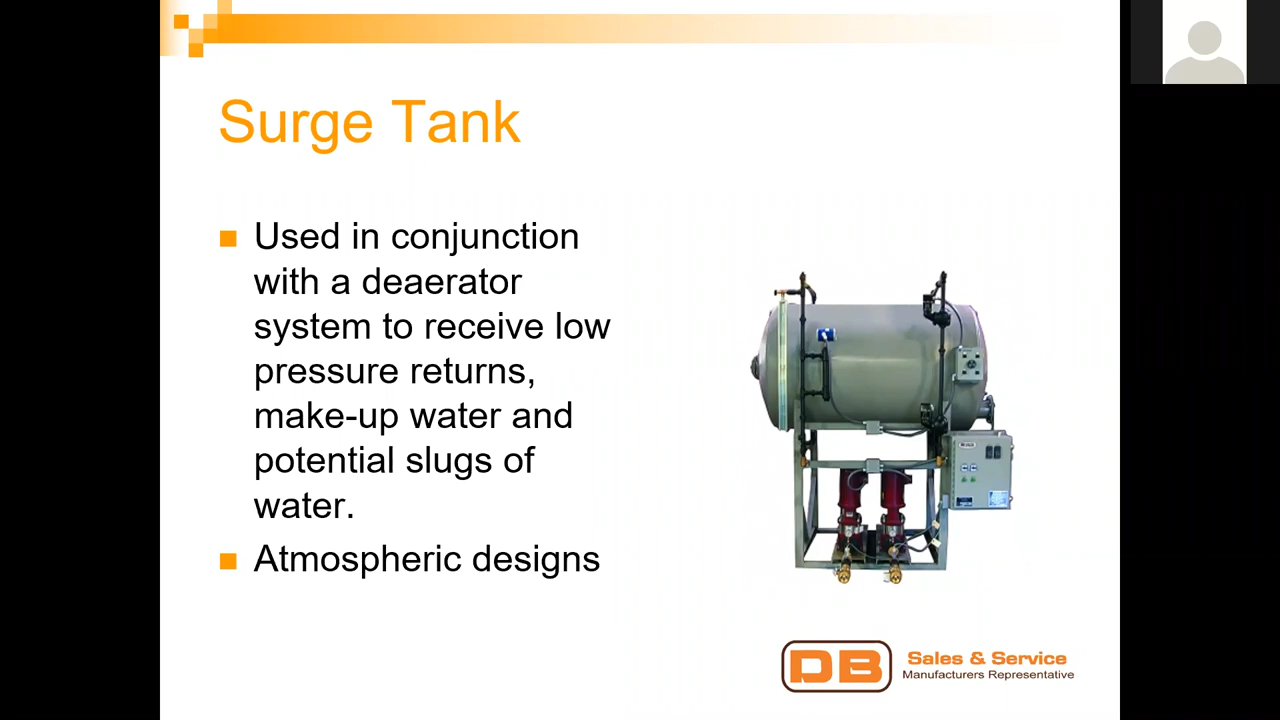 Surge Tank
Used in conjunction
with a deaerator
system to receive low
pressure returns,
make-up water and
potential slugs of
water.
Atmospheric designs
DB
Sales & Service
Manufacturers Representative